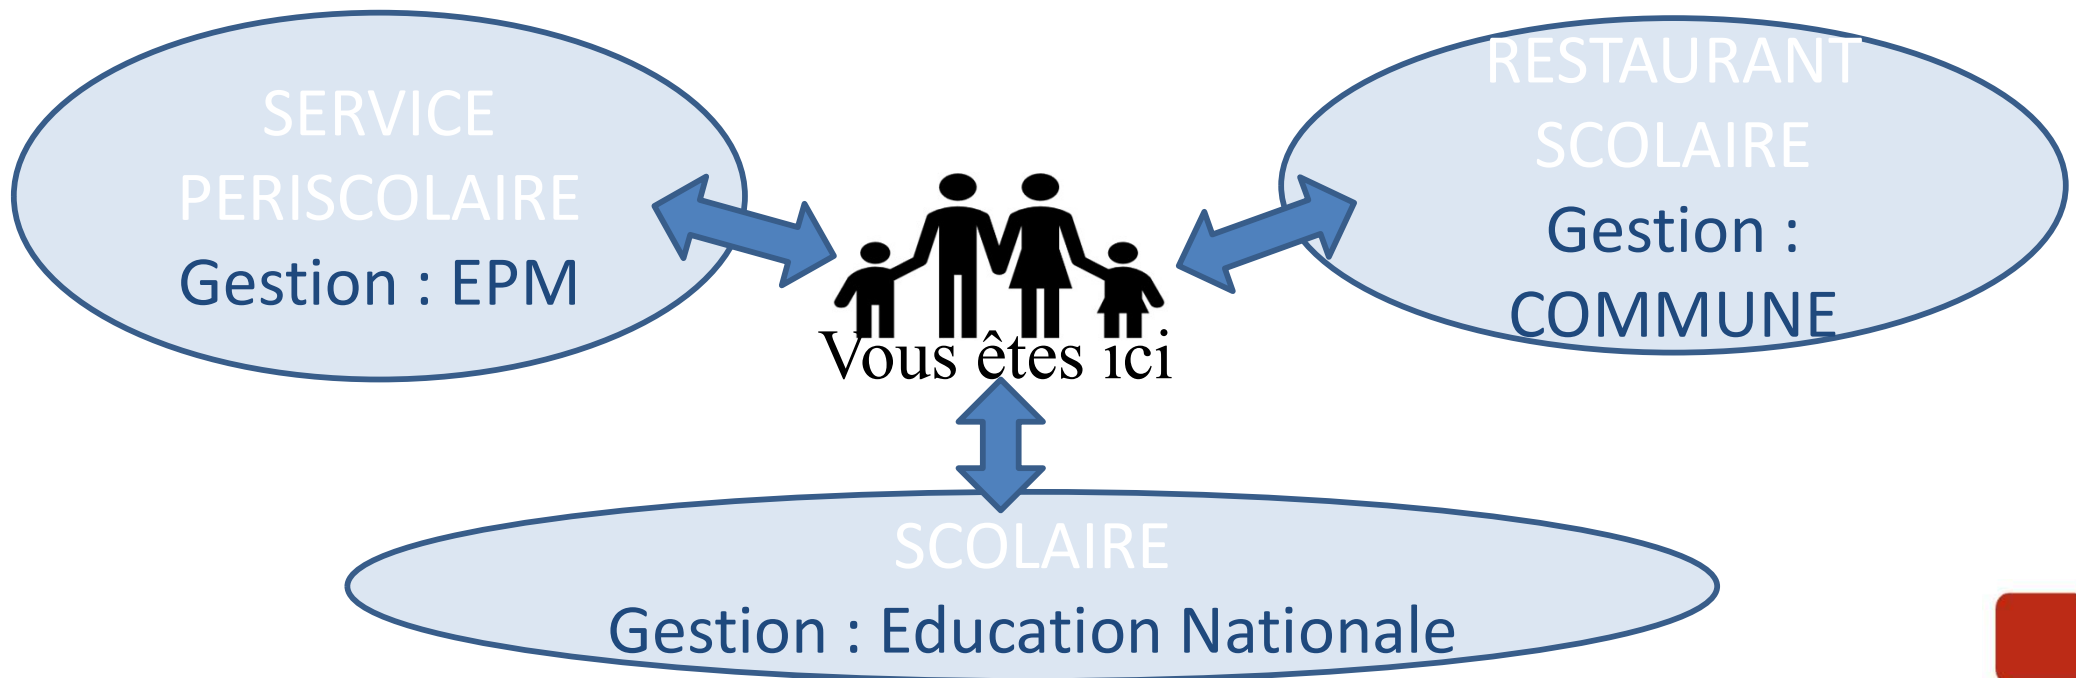 SERVICE
PERISCOLAIRE
Gestion : EPM
RESTAURANT
SCOLAIRE
Gestion :
COMMUNE
Vous êtes ici
SCOLAIRE
Gestion : Education Nationale